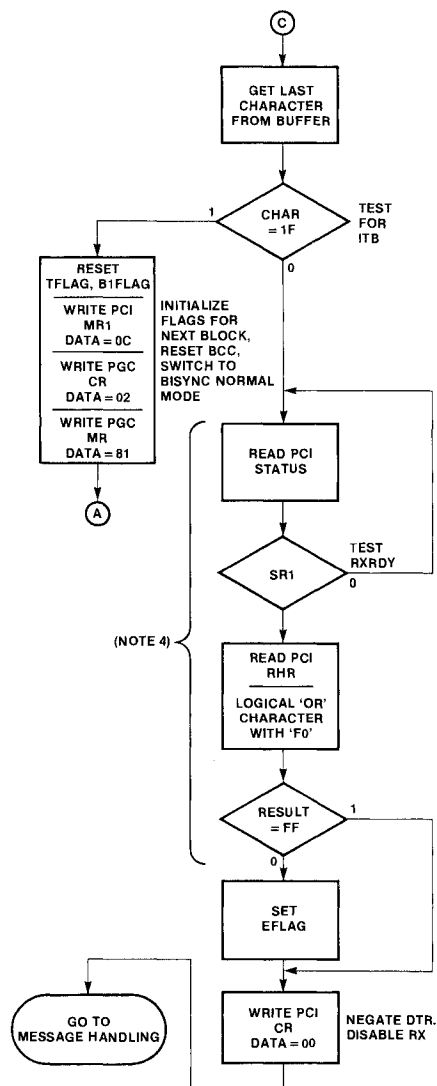 C
GET LAST
CHARACTER
FROM BUFFER
1
CHAR
= 1F
TEST
FOR
ITB
0
RESET
TFLAG, B1FLAG
WRITE PCI
MR1
DATA = 0C
WRITE PGC
CR
DATA = 02
WRITE PGC
MR
DATA = 81
INITIALIZE
FLAGS FOR
NEXT BLOCK,
RESET BCC,
SWITCH TO
BISYNC NORMAL
MODE
A
READ PCI
STATUS
SR1
TEST
RXRDY
0
(NOTE 4)
READ PCI
RHR
LOGICAL 'OR'
CHARACTER
WITH 'F0'
RESULT
= FF
1
0
SET
EFLAG
GO TO
MESSAGE HANDLING
WRITE PCI
CR
DATA = 00
NEGATE DTR.
DISABLE RX